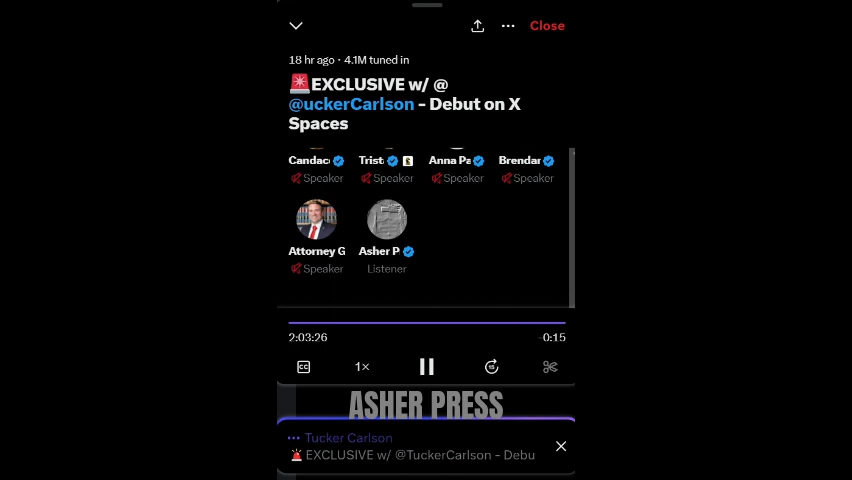 Close
18 hr ago · 4.1M tuned in
🚨EXCLUSIVE w/ @
@uckerCarlson - Debut on X
Spaces
Candac Trist Anna Pa Brendar
Speaker Speaker Speaker Speaker
Attorney G Asher P
Speaker Listener
2:03:26 -0:15
CC 1× 15
ASHER PRESS
Tucker Carlson
🚨EXCLUSIVE w/ @TuckerCarlson - Debu